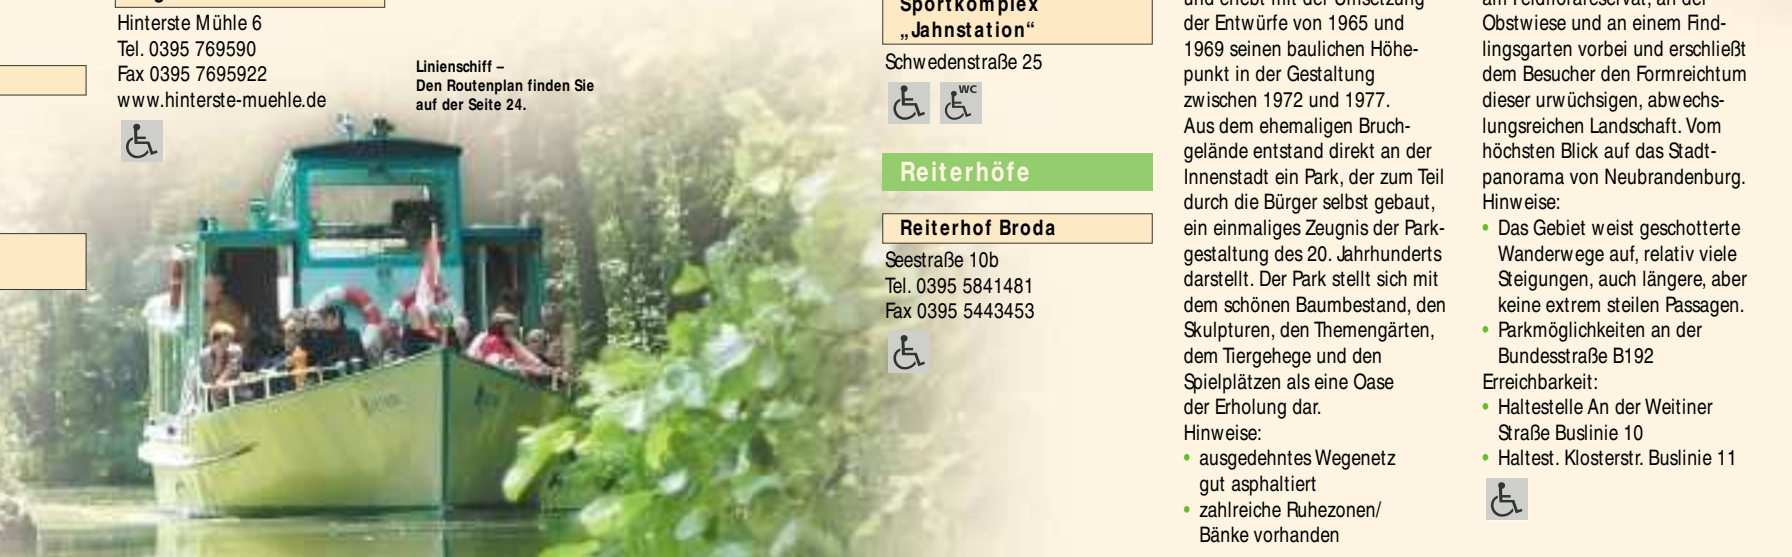 Hinterste Mühle 6
Tel. 0395 769590
Fax 0395 7695922
www.hinterste-muehle.de
Linienschiff –
Den Routenplan finden Sie
auf der Seite 24.
Sportkomplex
„Jahnstation“
Schwedenstraße 25
WC
Reiterhöfe
Reiterhof Broda
Seestraße 10b
Tel. 0395 5841481
Fax 0395 5443453
und erlebt mit der Umsetzung
der Entwürfe von 1965 und
1969 seinen baulichen Höhe-
punkt in der Gestaltung
zwischen 1972 und 1977.
Aus dem ehemaligen Bruch-
gelände entstand direkt an der
Innenstadt ein Park, der zum Teil
durch die Bürger selbst gebaut,
ein einmaliges Zeugnis der Park-
gestaltung des 20. Jahrhunderts
darstellt. Der Park stellt sich mit
dem schönen Baumbestand, den
Skulpturen, den Themengärten,
dem Tiergehege und den
Spielplätzen als eine Oase
der Erholung dar.
Hinweise:
• ausgedehntes Wegenetz
gut asphaltiert
• zahlreiche Ruhezonen/
Bänke vorhanden
am Feldflorareservat, an der
Obstwiese und an einem Find-
lingsgarten vorbei und erschließt
dem Besucher den Formreichtum
dieser urwüchsigen, abwechs-
lungsreichen Landschaft. Vom
höchsten Blick auf das Stadt-
panorama von Neubrandenburg.
Hinweise:
• Das Gebiet weist geschotterte
Wanderwege auf, relativ viele
Steigungen, auch längere, aber
keine extrem steilen Passagen.
• Parkmöglichkeiten an der
Bundesstraße B192
Erreichbarkeit:
• Haltestelle An der Weitiner
Straße Buslinie 10
• Haltest. Klosterstr. Buslinie 11